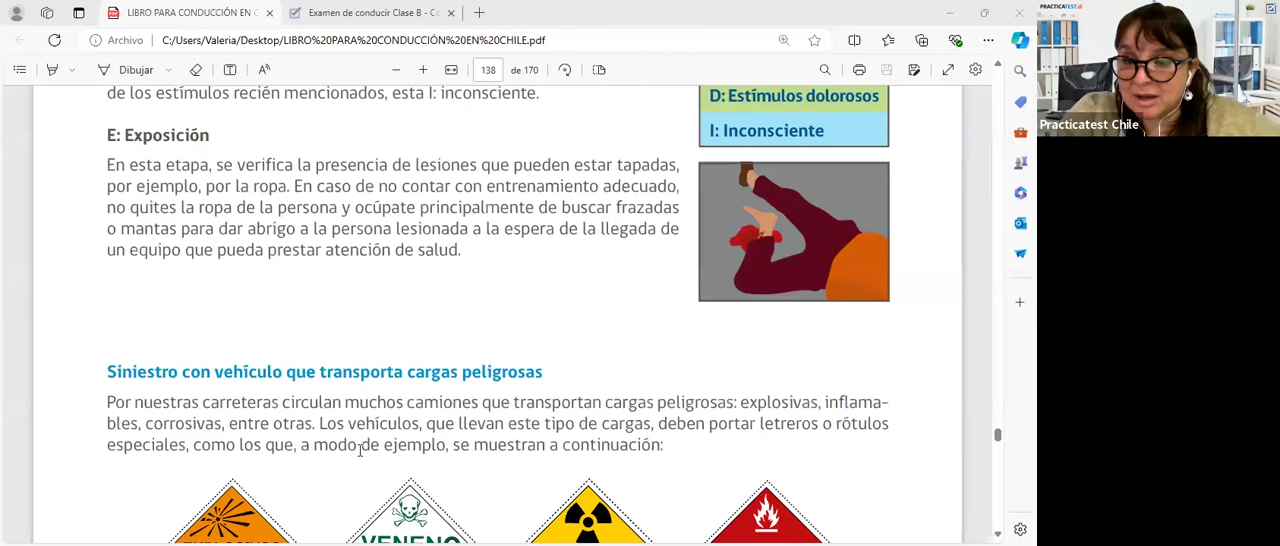 LIBRO PARA CONDUCCIÓN EN C
Examen de conducir Clase B - Co
Archivo
C:/Users/Valeria/Desktop/LIBRO%20PARA%20CONDUCCIÓN%20EN%20CHILE.pdf
Dibujar
138 de 170
PRACTICATEST.cl
Practicatest Chile
de los estímulos recién mencionados, esta I: inconsciente.
D: Estímulos dolorosos
I: Inconsciente
E: Exposición
En esta etapa, se verifica la presencia de lesiones que pueden estar tapadas,
por ejemplo, por la ropa. En caso de no contar con entrenamiento adecuado,
no quites la ropa de la persona y ocúpate principalmente de buscar frazadas
o mantas para dar abrigo a la persona lesionada a la espera de la llegada de
un equipo que pueda prestar atención de salud.
Siniestro con vehículo que transporta cargas peligrosas
Por nuestras carreteras circulan muchos camiones que transportan cargas peligrosas: explosivas, inflama-
bles, corrosivas, entre otras. Los vehículos, que llevan este tipo de cargas, deben portar letreros o rótulos
especiales, como los que, a modo de ejemplo, se muestran a continuación:
VENENO